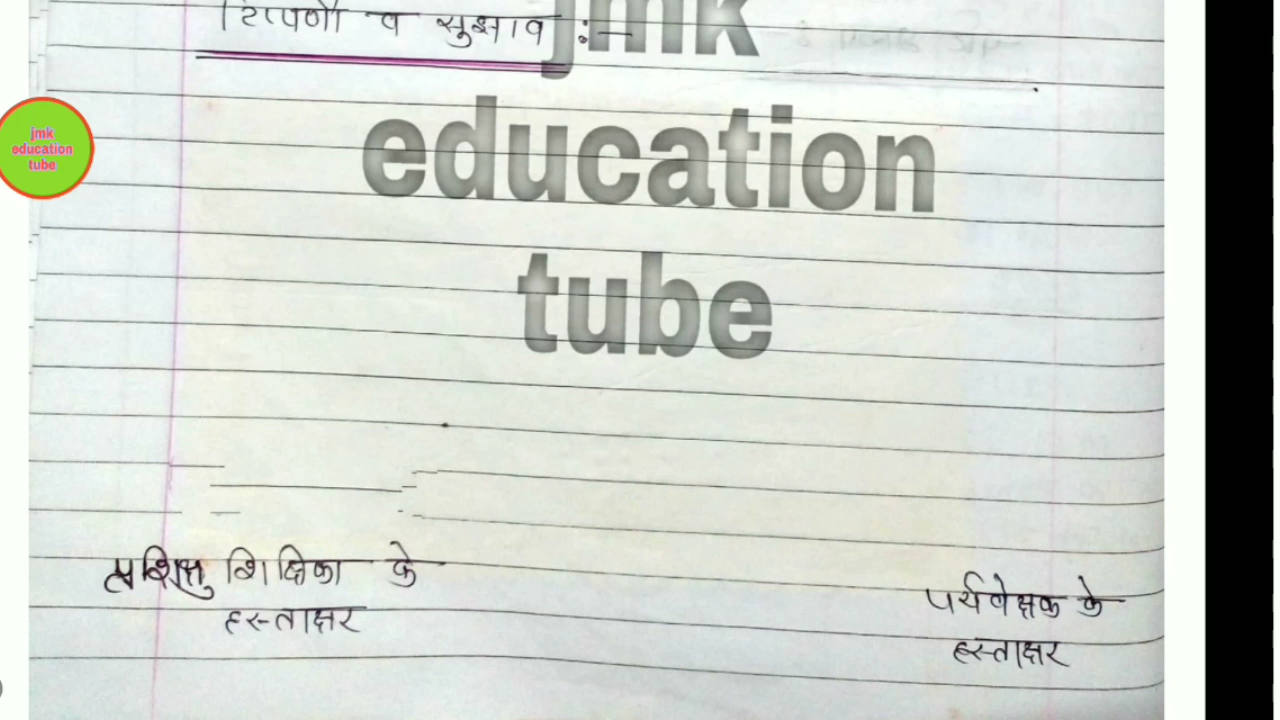 टिप्पणी व सुझाव :-
jmk
education
tube
jmk
education
tube
प्रशिक्षु शिक्षिका के
हस्ताक्षर
पर्यवेक्षक के
हस्ताक्षर